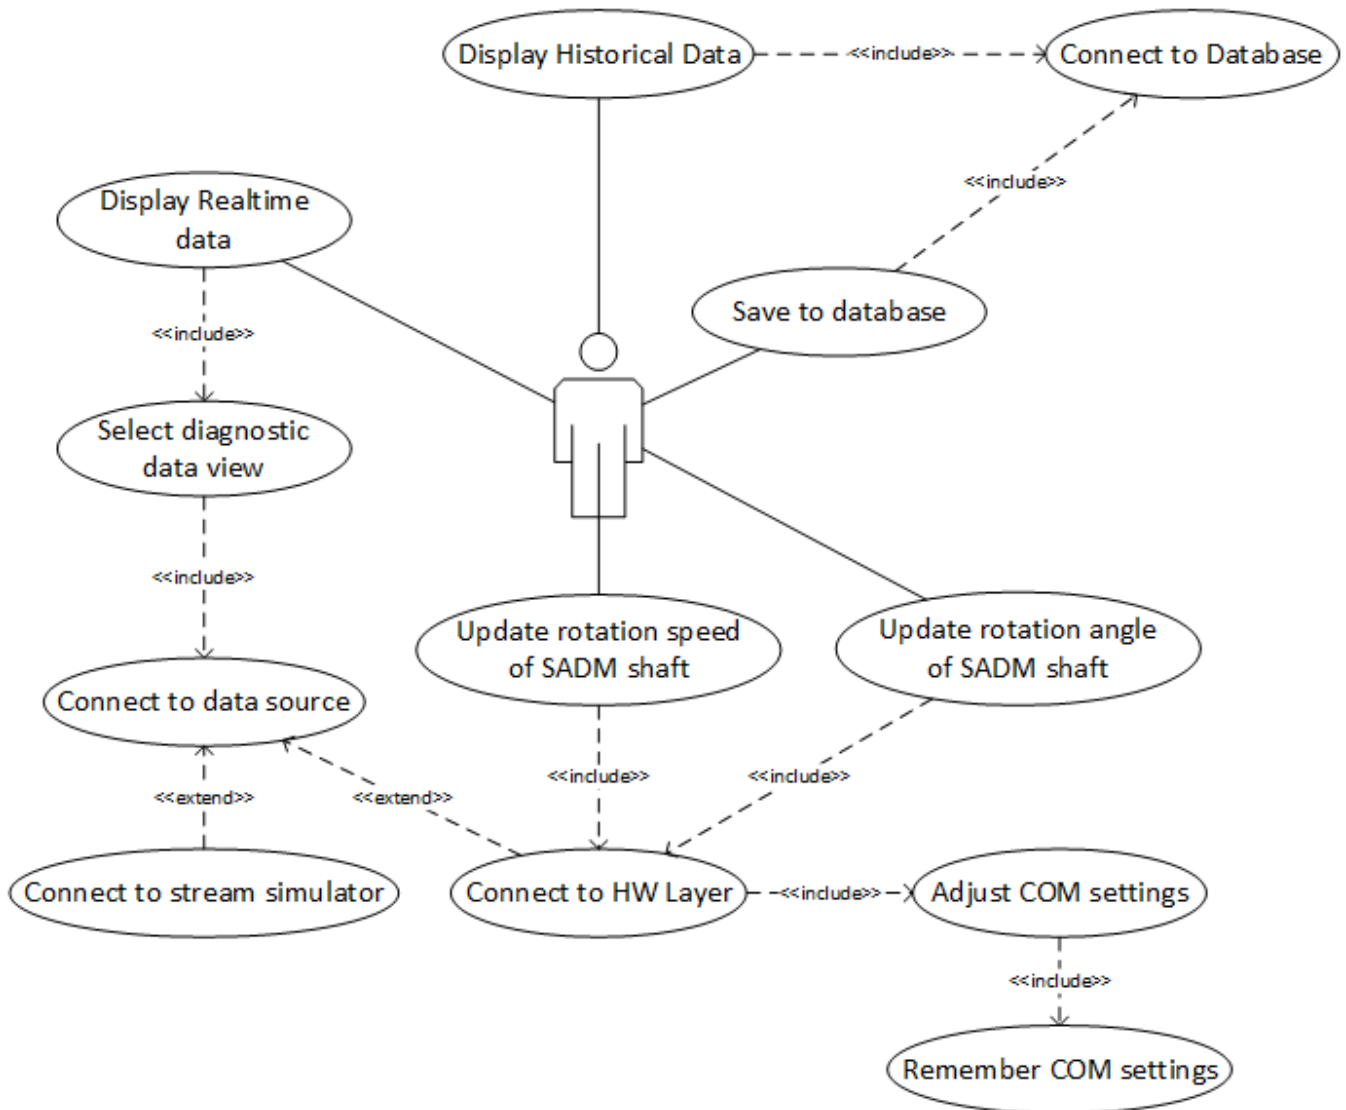 Display Historical Data
<<include>>
Connect to Database
<<include>>
Display Realtime
data
Save to database
<<include>>
Select diagnostic
data view
<<include>>
Update rotation speed
of SADM shaft
Update rotation angle
of SADM shaft
Connect to data source
<<include>>
<<include>>
<<extend>>
<<extend>>
Connect to stream simulator
Connect to HW Layer
<<include>>
Adjust COM settings
<<include>>
Remember COM settings